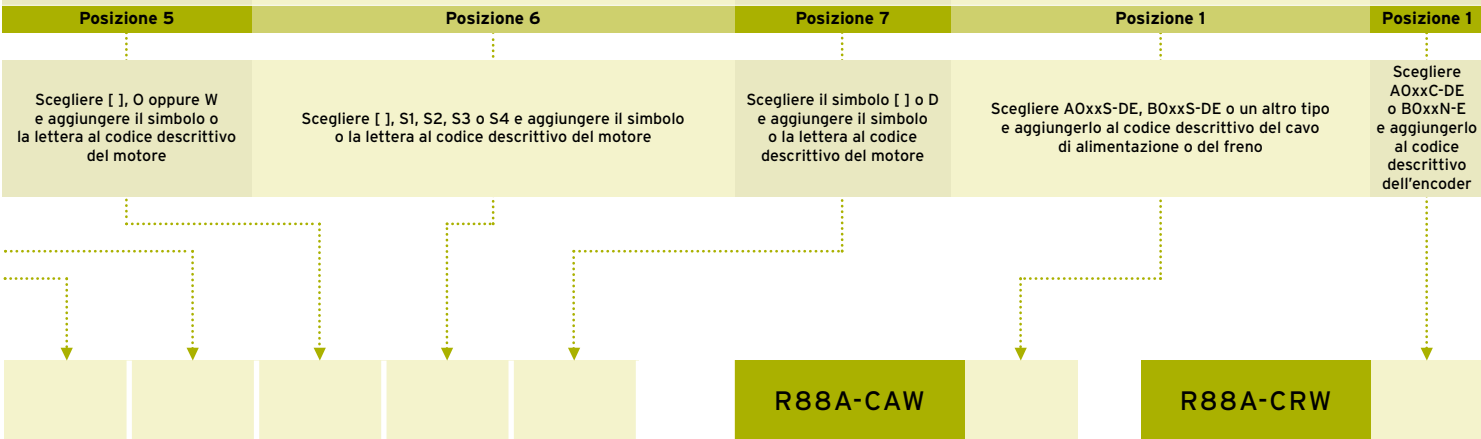 Posizione 5
Posizione 6
Posizione 7
Posizione 1
Posizione 1
Scegliere [ ], O oppure W
e aggiungere il simbolo o
la lettera al codice descrittivo
del motore
Scegliere [ ], S1, S2, S3 o S4 e aggiungere il simbolo
o la lettera al codice descrittivo del motore
Scegliere il simbolo [ ] o D
e aggiungere il simbolo
o la lettera al codice
descrittivo del motore
Scegliere A0xxS-DE, B0xxS-DE o un altro tipo
e aggiungerlo al codice descrittivo del cavo
di alimentazione o del freno
Scegliere
A0xxC-DE
o B0xxN-E
e aggiungerlo
al codice
descrittivo
dell'encoder
R88A-CAW
R88A-CRW